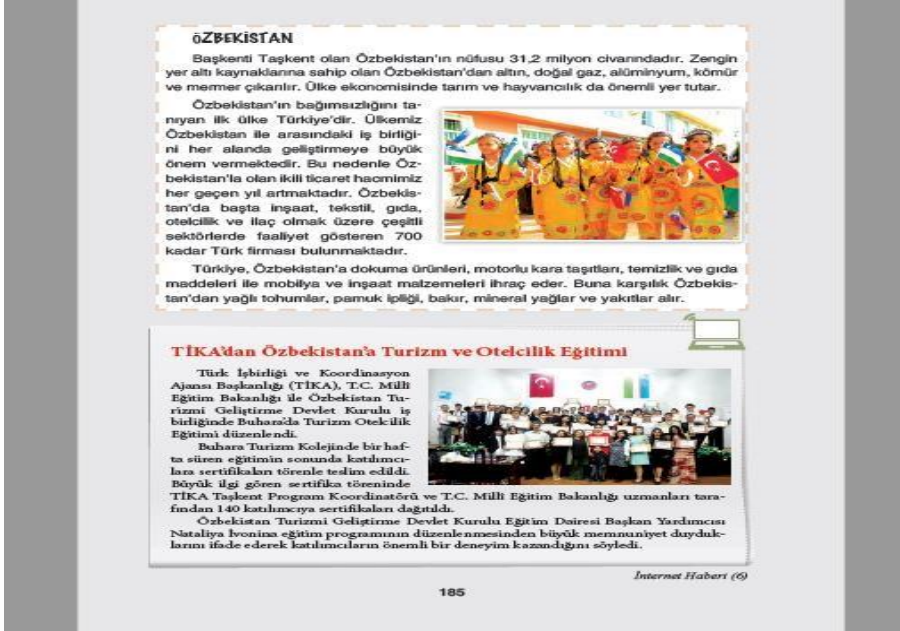 ÖZBEKİSTAN
Başkenti Taşkent olan Özbekistan'ın nüfusu 31,2 milyon civarındadır. Zengin
yer altı kaynaklarına sahip olan Özbekistan'dan altın, doğal gaz, alüminyum, kömür
ve mermer çıkarılır. Ülke ekonomisinde tarım ve hayvancılık da önemli yer tutar.
Özbekistan'ın bağımsızlığını ta-
nıyan ilk ülke Türkiye'dir. Ülkemiz
Özbekistan ile arasındaki iş birliği-
ni her alanda geliştirmeye büyük
önem vermektedir. Bu nedenle Öz-
bekistan'la olan ikili ticaret hacmimiz
her geçen yıl artmaktadır. Özbekis-
tan'da başta inşaat, tekstil, gıda,
otelcilik ve ilaç olmak üzere çeşitli
sektörlerde faaliyet gösteren 700
kadar Türk firması bulunmaktadır.
Türkiye, Özbekistan'a dokuma ürünleri, motorlu kara taşıtları, temizlik ve gıda
maddeleri ile mobilya ve inşaat malzemeleri ihraç eder. Buna karşılık Özbekis-
tan'dan yağlı tohumlar, pamuk ipliği, bakır, mineral yağlar ve yakıtlar alır.
TİKA'dan Özbekistan'a Turizm ve Otelcilik Eğitimi
Türk İşbirliği ve Koordinasyon
Ajansı Başkanlığı (TİKA), T.C. Millî
Eğitim Bakanlığı ile Özbekistan Tu-
rizmi Geliştirme Devlet Kurulu iş
birliğinde Buhara'da Turizm Otelcilik
Eğitimi düzenlendi.
Buhara Turizm Kolejinde bir haf-
ta süren eğitimin sonunda katılımcı-
lara sertifikaları törenle teslim edildi.
Büyük ilgi gören sertifika töreninde
TİKA Taşkent Program Koordinatörü ve T.C. Millî Eğitim Bakanlığı uzmanları tara-
fından 140 katılımcıya sertifikaları dağıtıldı.
Özbekistan Turizmi Geliştirme Devlet Kurulu Eğitim Dairesi Başkan Yardımcısı
Nataliya İvonina eğitim programının düzenlenmesinden büyük memnuniyet duyduk-
larını ifade ederek katılımcıların önemli bir deneyim kazandığını söyledi.
İnternet Haberi (6)
185